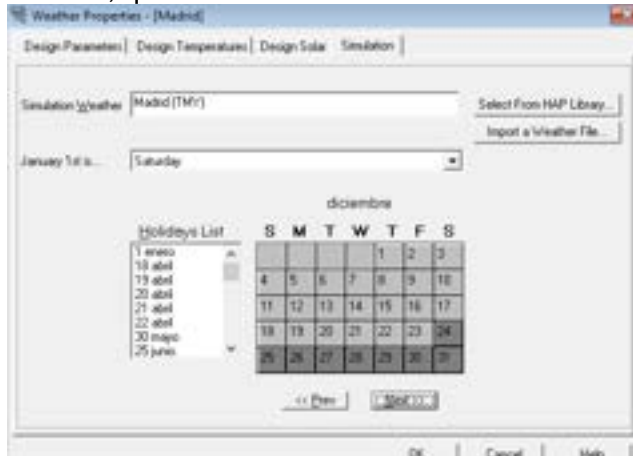 Weather Properties - [Madrid]
Design Parameters Design Temperatures Design Solar Simulation
Simulation Weather Madrid (TMY) Select From HAP Library...
Import a Weather File...
January 1st is... Saturday
diciembre
Holidays List S M T W T F S
1 enero
18 abril
19 abril
20 abril
21 abril
22 abril
30 mayo
25 junio
1 2 3
4 5 6 7 8 9 10
11 12 13 14 15 16 17
18 19 20 21 22 23 24
25 26 27 28 29 30 31
<< Prev Next >>
OK Cancel Help